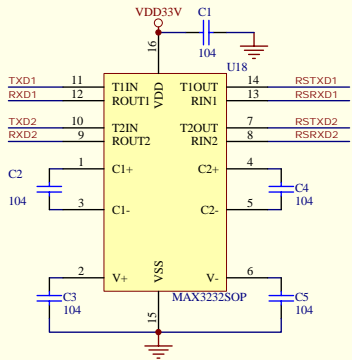 VDD33V
C1
104
16
U18
VDD
TXD1 11 T1IN T1OUT 14 RSTXD1
RXD1 12 ROUT1 RIN1 13 RSRXD1
TXD2 10 T2IN T2OUT 7 RSTXD2
RXD2 9 ROUT2 RIN2 8 RSRXD2
C2 1 C1+ C2+ 4 C4
104 3 C1- C2- 5 104
2 V+ VSS V- 6
C3 MAX3232SOP C5
104 15 104